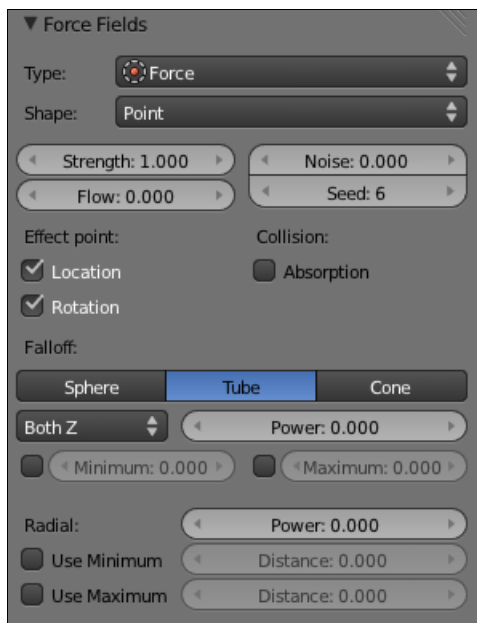 Force Fields
Type: Force
Shape: Point
Strength: 1.000 Noise: 0.000
Flow: 0.000 Seed: 6
Effect point: Collision:
Location Absorption
Rotation
Falloff:
Sphere Tube Cone
Both Z Power: 0.000
Minimum: 0.000 Maximum: 0.000
Radial: Power: 0.000
Use Minimum Distance: 0.000
Use Maximum Distance: 0.000